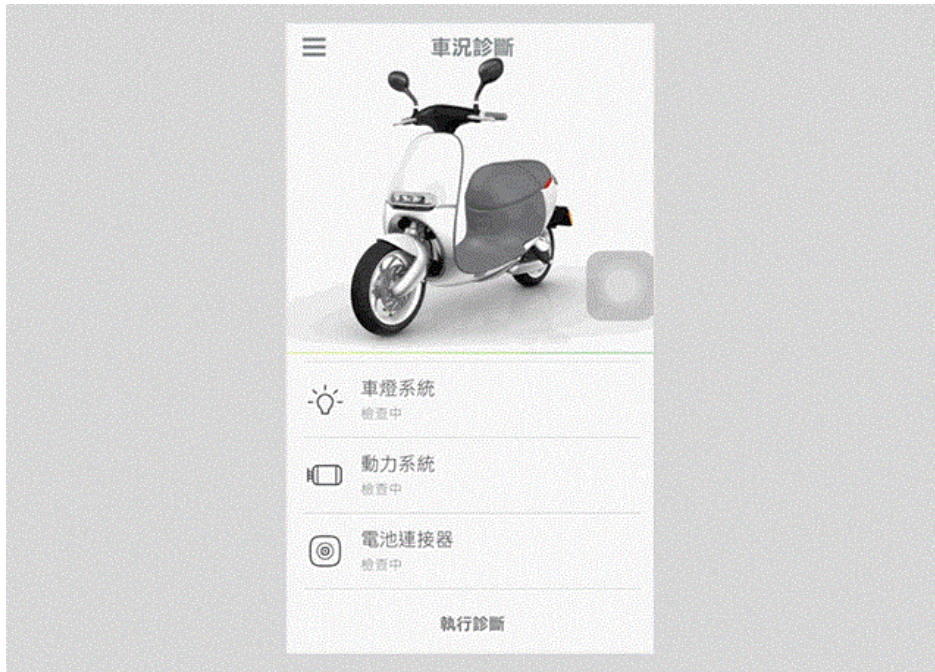 車況診斷
車燈系統
檢查中
動力系統
檢查中
電池連接器
檢查中
執行診斷